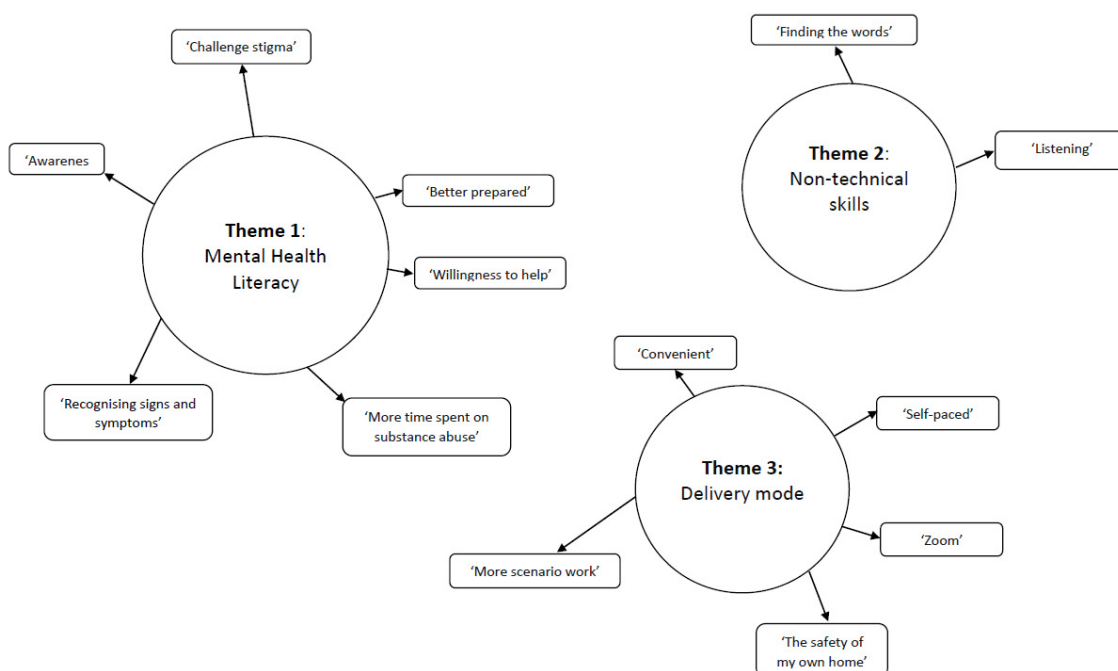 ‘Challenge stigma’
‘Awarenes
‘Better prepared’
Theme 1:
Mental Health
Literacy
‘Willingness to help’
‘Recognising signs and
symptoms’
‘More time spent on
substance abuse’
‘Finding the words’
Theme 2:
Non-technical
skills
‘Listening’
‘Convenient’
‘Self-paced’
Theme 3:
Delivery mode
‘Zoom’
‘More scenario work’
‘The safety of
my own home’